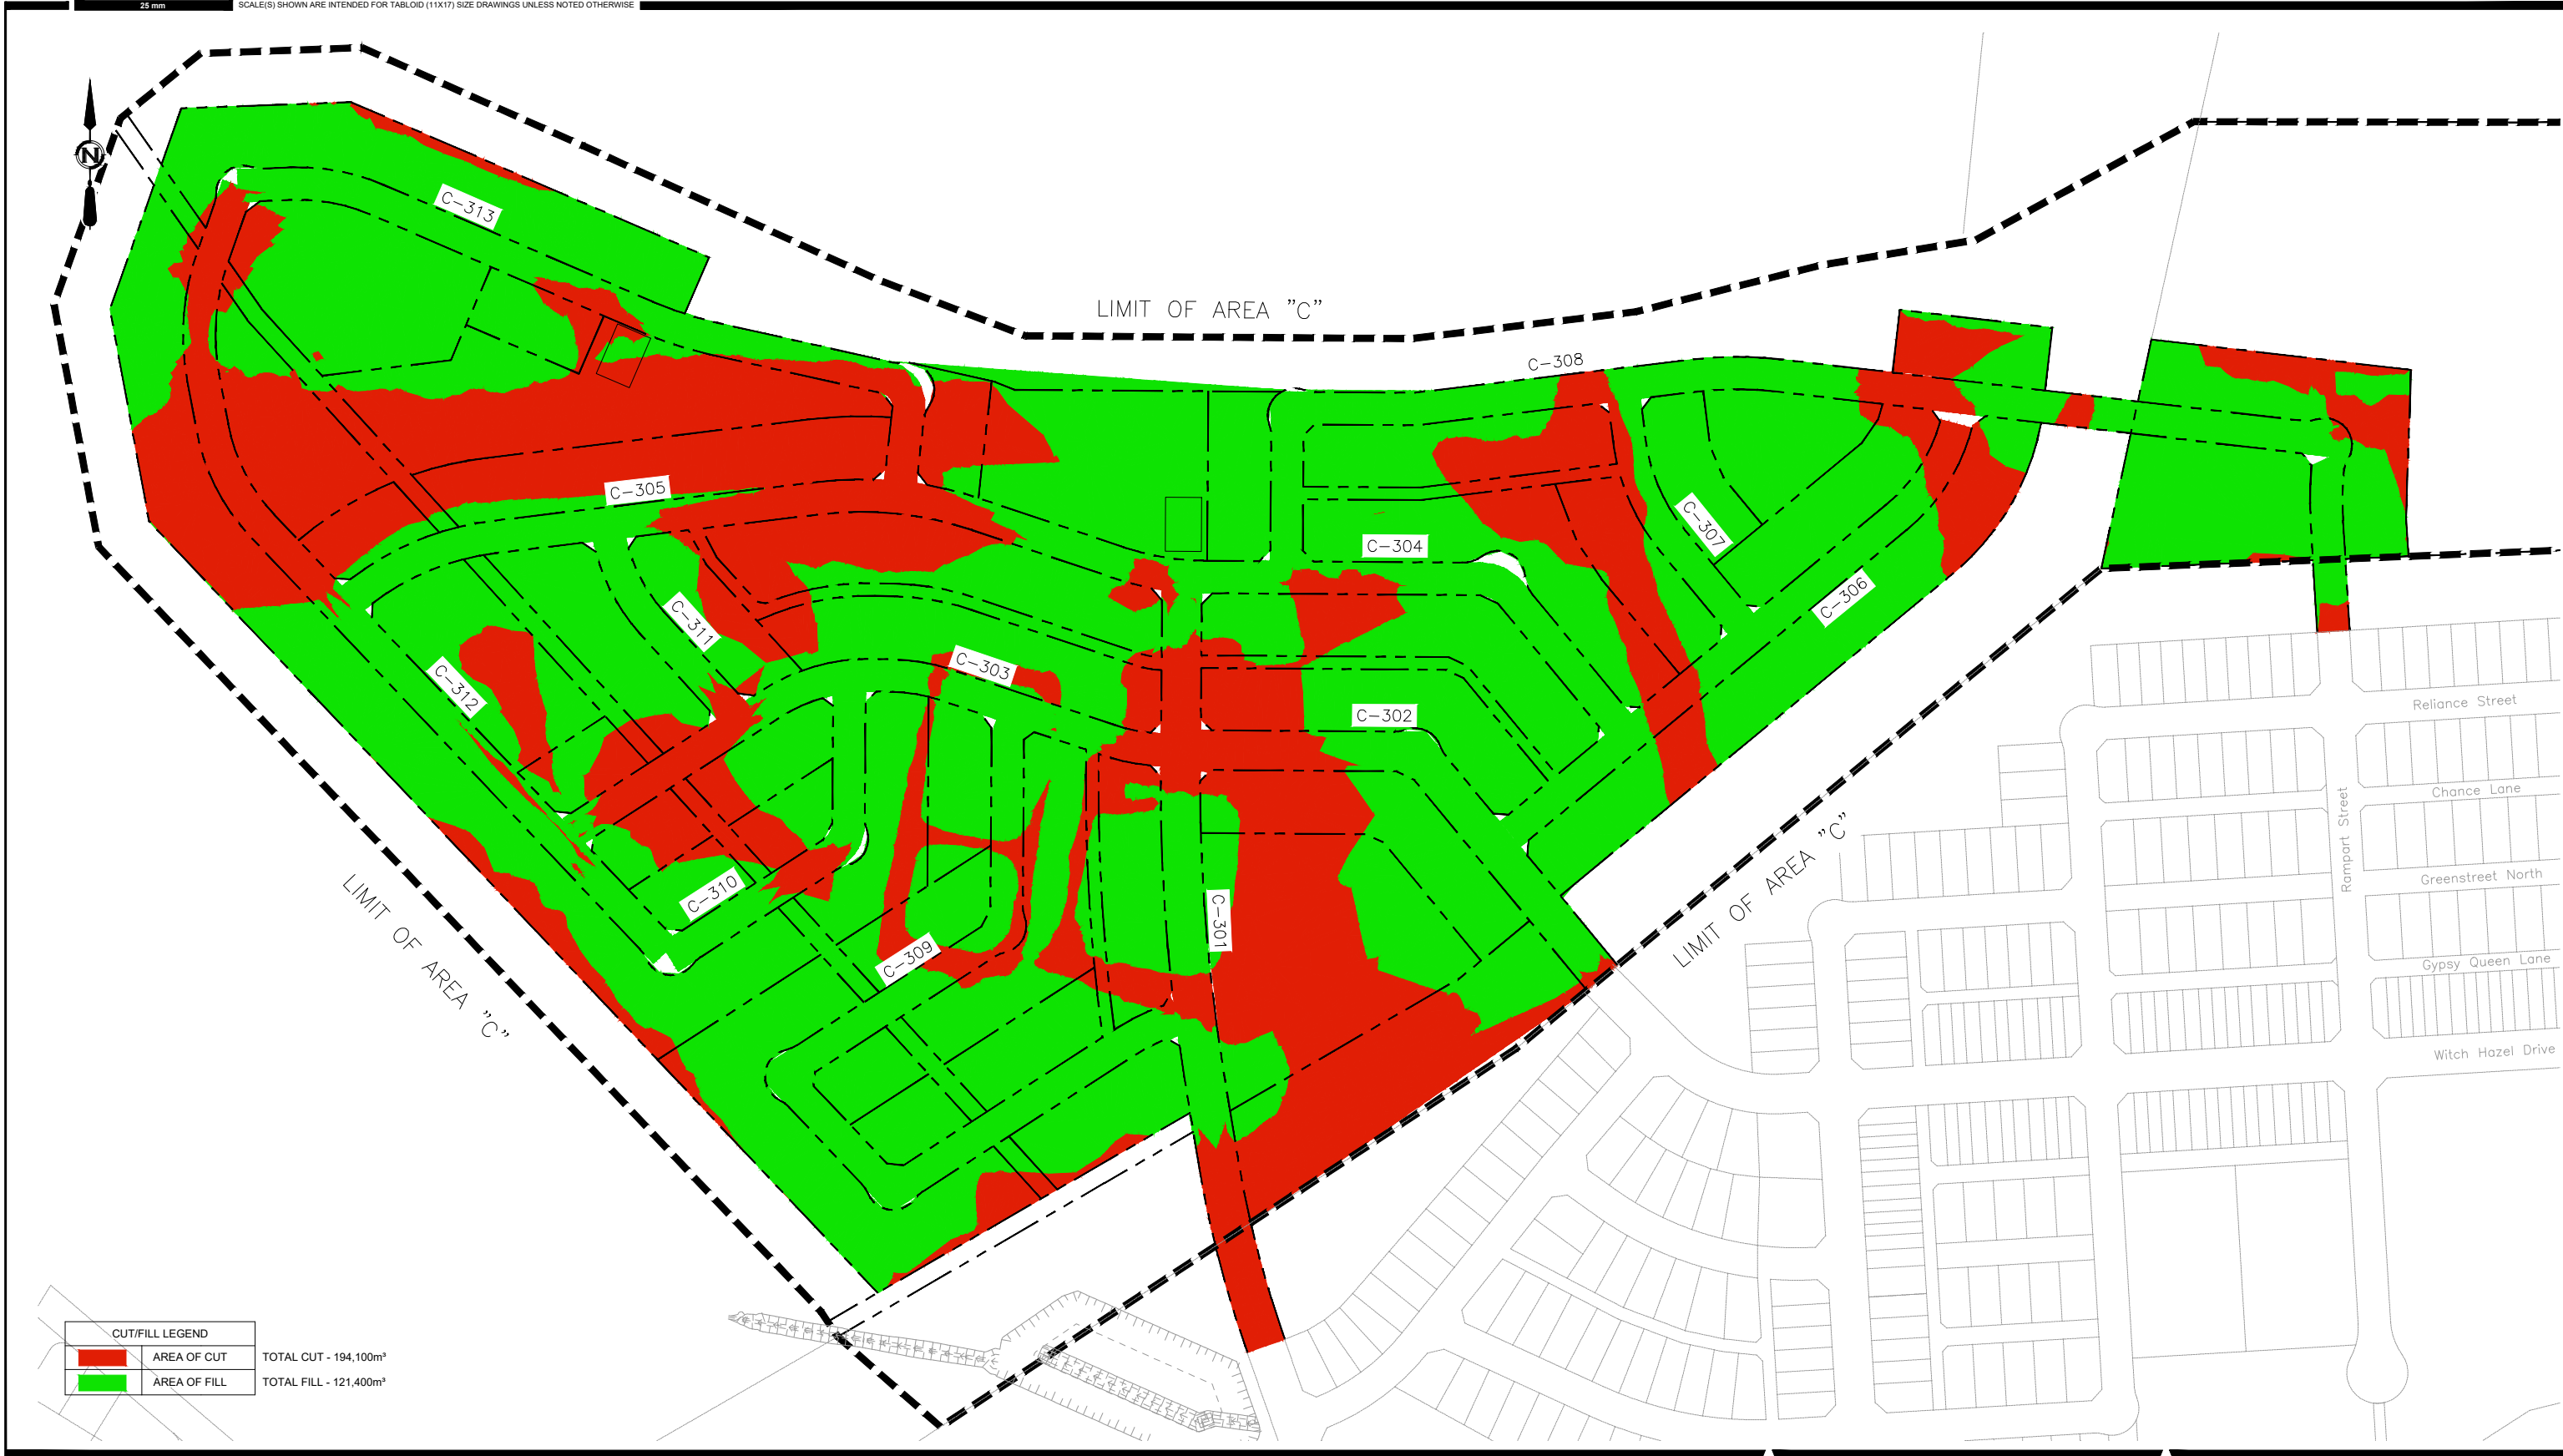 25 mm
SCALE(S) SHOWN ARE INTENDED FOR TABLOID (11X17) SIZE DRAWINGS UNLESS NOTED OTHERWISE
N
C-313
LIMIT OF AREA "C"
C-308
C-305
C-307
C-304
C-306
C-311
C-303
C-312
C-302
C-310
C-301
C-309
LIMIT OF AREA "C"
LIMIT OF AREA "C"
Reliance Street
Chance Lane
Rampart Street
Greenstreet North
Gypsy Queen Lane
Witch Hazel Drive
CUT/FILL LEGEND
AREA OF CUT
TOTAL CUT - 194,100m³
AREA OF FILL
TOTAL FILL - 121,400m³